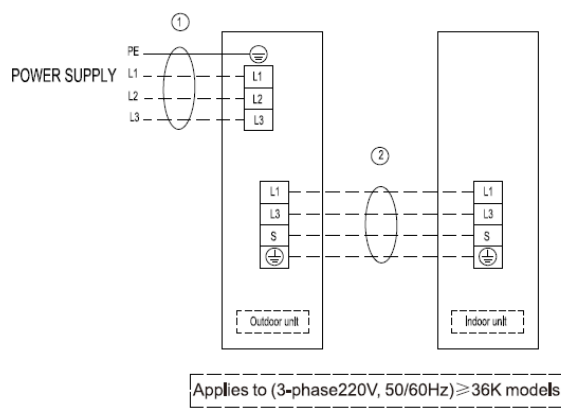 ①
PE
POWER SUPPLY L1 L1
L2 L2
L3 L3
②
L1 L1
L3 L3
S S
Outdoor unit Indoor unit
Applies to (3-phase220V, 50/60Hz)≥36K models